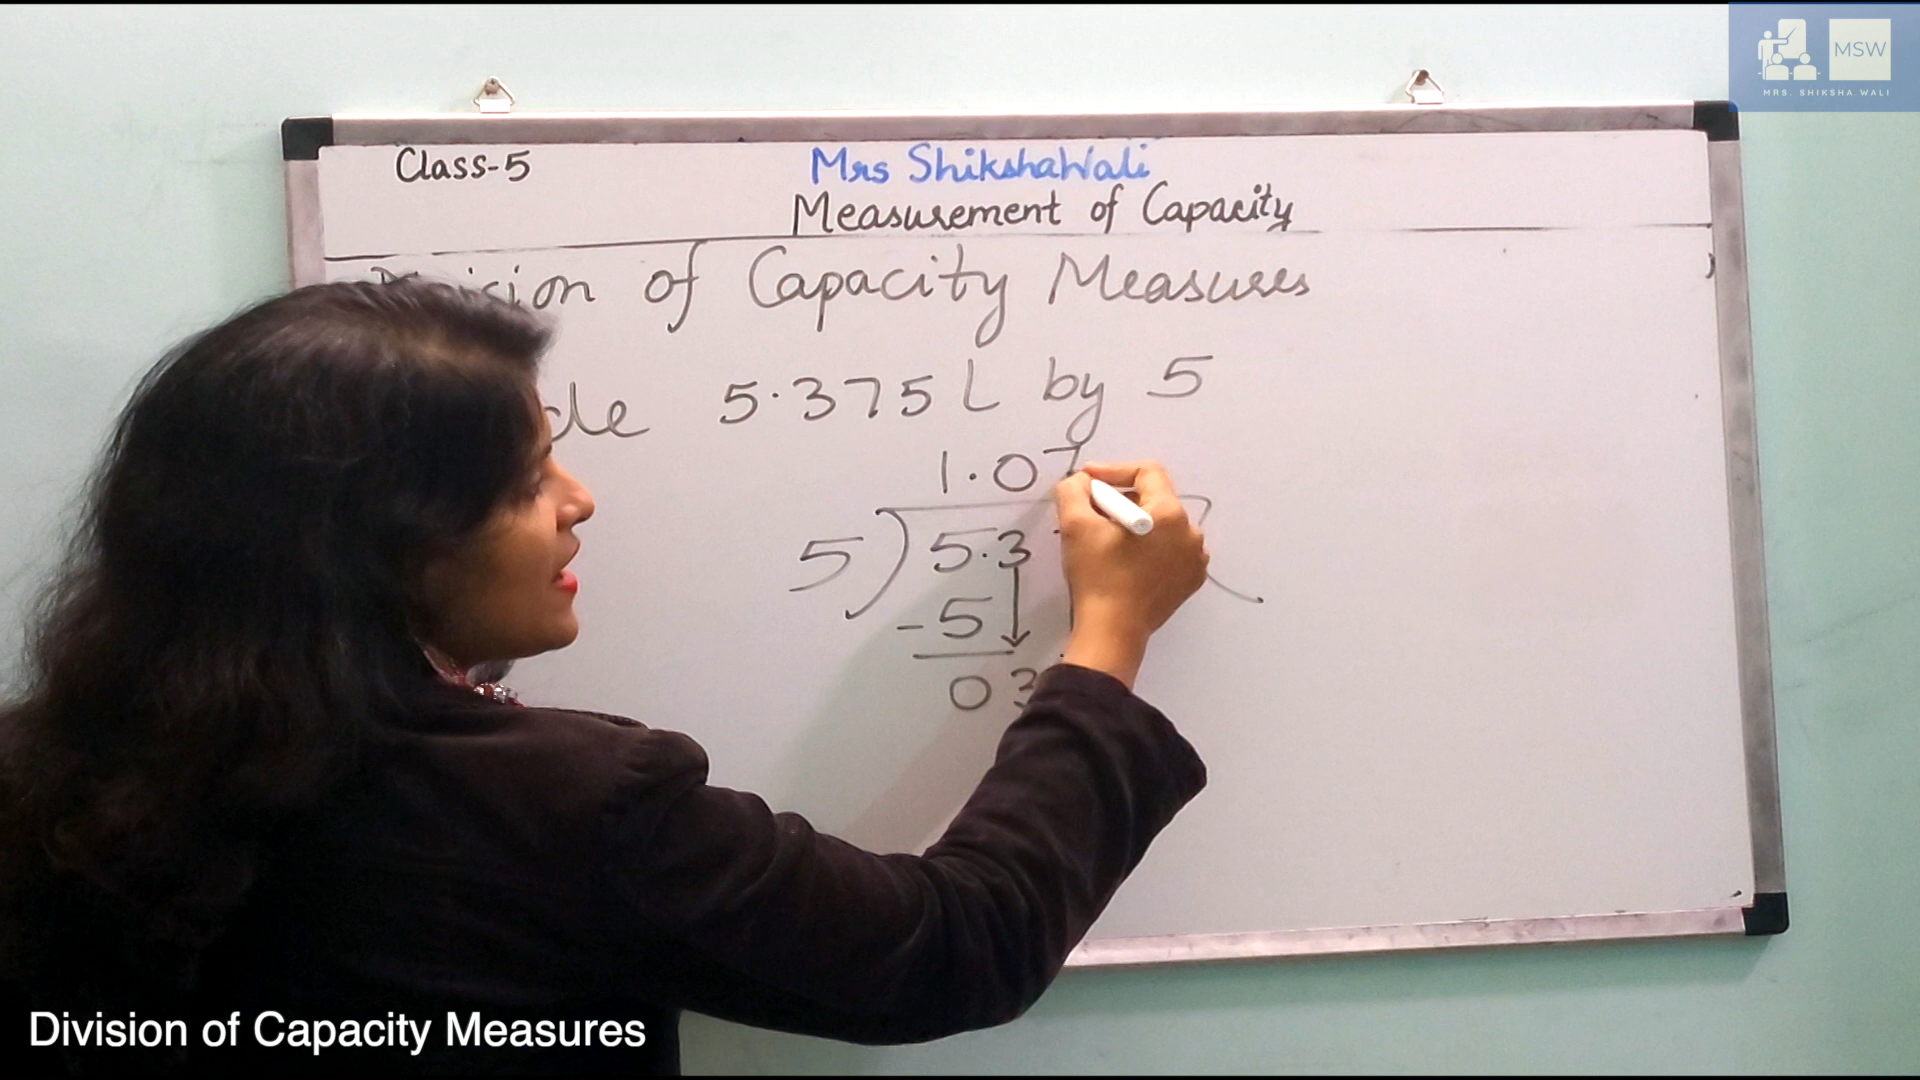 MSW
MRS. SHIKSHA WALI
Class-5
Mrs ShikshaWali
Measurement of Capacity
of Capacity Measures
5.375 L by 5
1.07
5 5.3
-5
03
Division of Capacity Measures